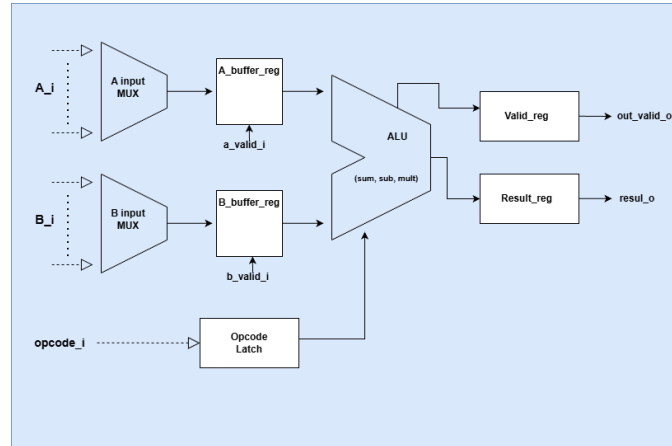 A_i
A input
MUX
A_buffer_reg
a_valid_i
ALU
(sum, sub, mult)
Valid_reg
out_valid_o
B_i
B input
MUX
B_buffer_reg
b_valid_i
Result_reg
resul_o
opcode_i
Opcode
Latch